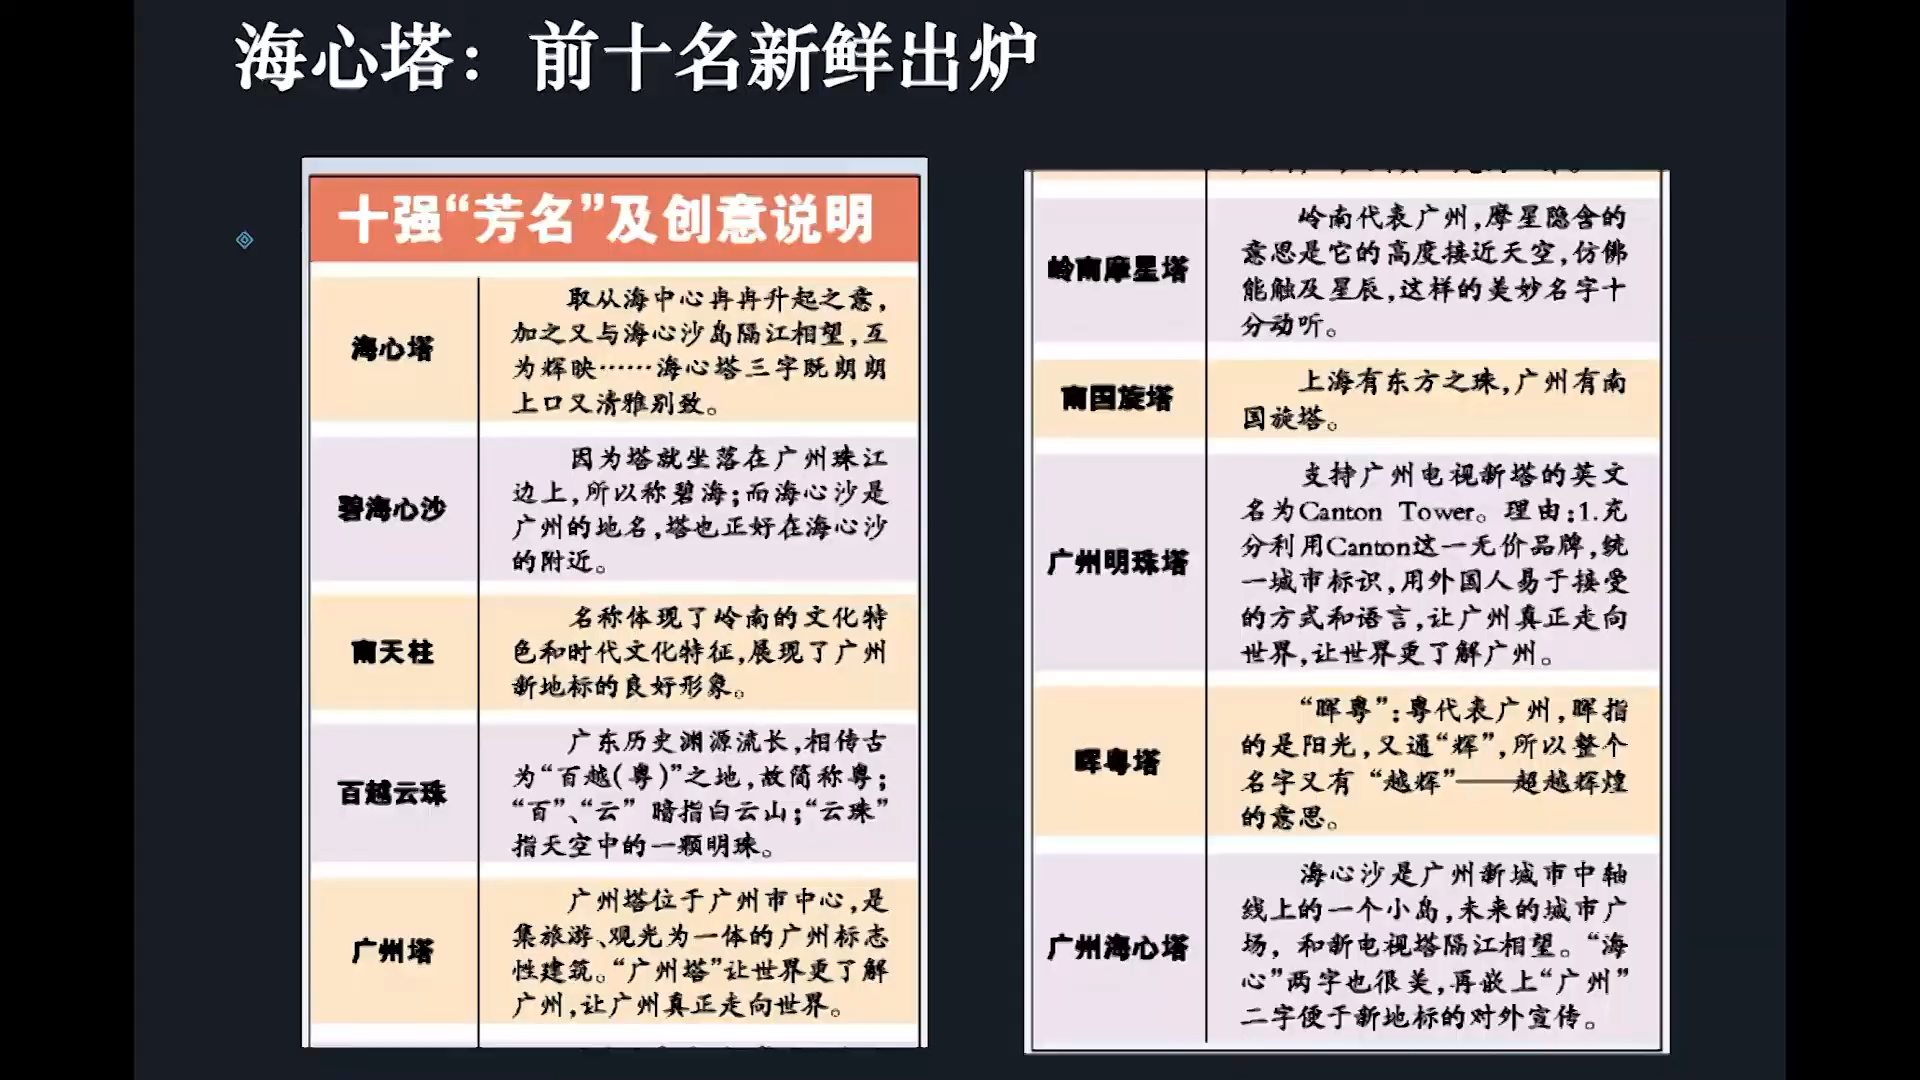 海心塔：前十名新鲜出炉
十强“芳名”及创意说明
海心塔
取从海中心冉冉升起之意，
加之又与海心沙岛隔江相望，互
为辉映……海心塔三字既朗朗
上口又清雅别致。
碧海心沙
因为塔就坐落在广州珠江
边上，所以称碧海；而海心沙是
广州的地名，塔也正好在海心沙
的附近。
南天柱
名称体现了岭南的文化特
色和时代文化特征，展现了广州
新地标的良好形象。
百越云珠
广东历史渊源流长，相传古
为“百越(粤)”之地，故简称粤；
“百”、“云” 暗指白云山；“云珠”
指天空中的一颗明珠。
广州塔
广州塔位于广州市中心，是
集旅游、观光为一体的广州标志
性建筑。“广州塔”让世界更了解
广州，让广州真正走向世界。
岭南摩星塔
岭南代表广州，摩星隐含的
意思是它的高度接近天空，仿佛
能触及星辰，这样的美妙名字十
分动听。
南国旋塔
上海有东方之珠，广州有南
国旋塔。
广州明珠塔
支持广州电视新塔的英文
名为Canton Tower。理由：1.充
分利用Canton这一无价品牌，统
一城市标识，用外国人易于接受
的方式和语言，让广州真正走向
世界，让世界更了解广州。
晖粤塔
“晖粤”：粤代表广州，晖指
的是阳光，又通“辉”，所以整个
名字又有 “越辉”——超越辉煌
的意思。
广州海心塔
海心沙是广州新城市中轴
线上的一个小岛，未来的城市广
场，和新电视塔隔江相望。“海
心”两字也很美，再嵌上“广州”
二字便于新地标的对外宣传。